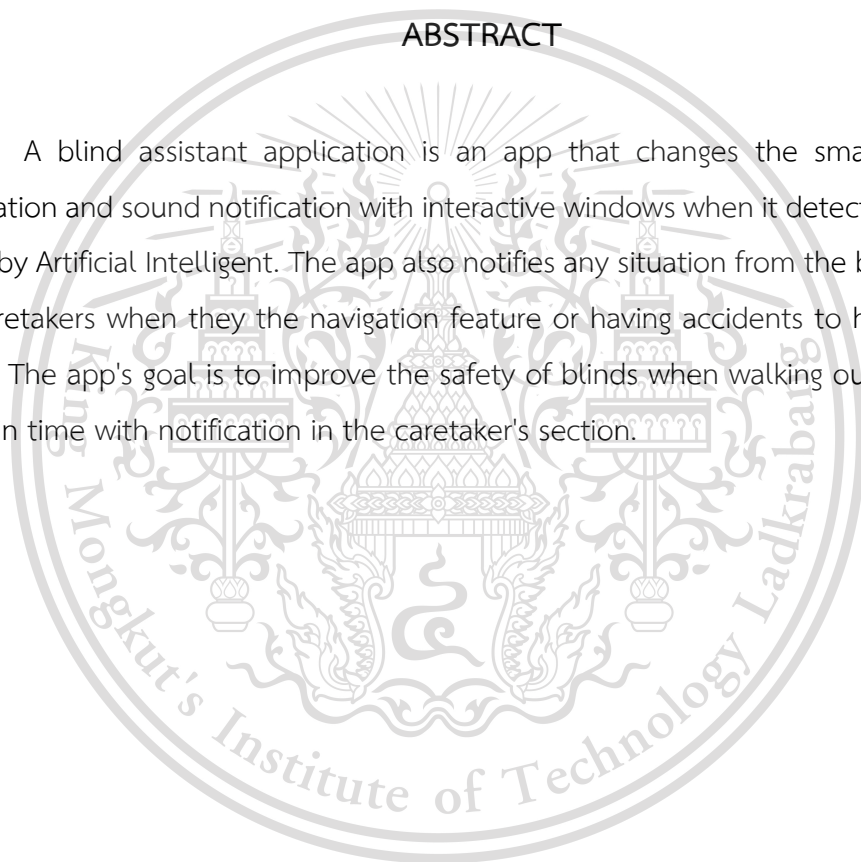 ABSTRACT
A blind assistant application is an app that changes the
ation and sound notification with interactive windows when it
by Artificial Intelligent. The app also notifies any situation from the
retakers when they the navigation feature or having accidents to
The app's goal is to improve the safety of blinds when walking
n time with notification in the caretaker's section.
King Mongkut's Institute of Technology Ladkrabang